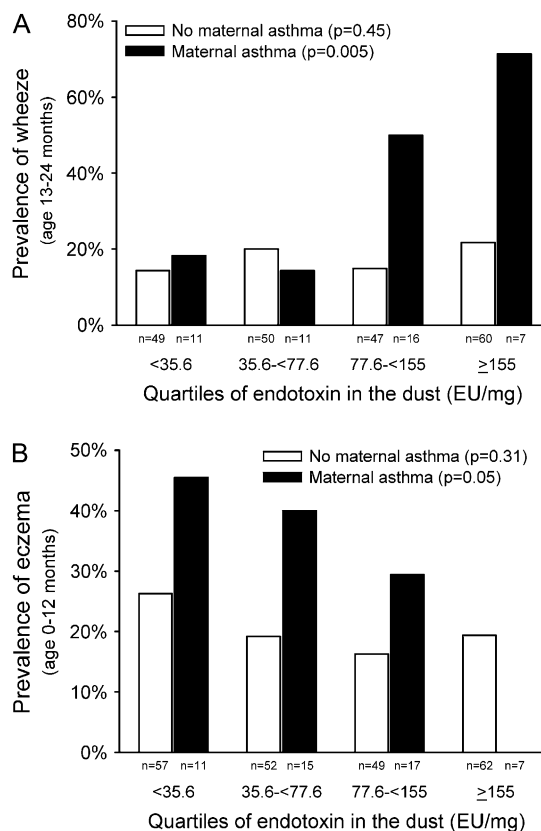 A
80%
No maternal asthma (p=0.45)
Maternal asthma (p=0.005)
60%
40%
20%
0%
Prevalence of wheeze
(age 13-24 months)
n=49 n=11 n=50 n=11 n=47 n=16 n=60 n=7
<35.6 35.6-<77.6 77.6-<155 ≥155
Quartiles of endotoxin in the dust (EU/mg)
B
50%
No maternal asthma (p=0.31)
Maternal asthma (p=0.05)
40%
30%
20%
10%
0%
Prevalence of eczema
(age 0-12 months)
n=57 n=11 n=52 n=15 n=49 n=17 n=62 n=7
<35.6 35.6-<77.6 77.6-<155 ≥155
Quartiles of endotoxin in the dust (EU/mg)